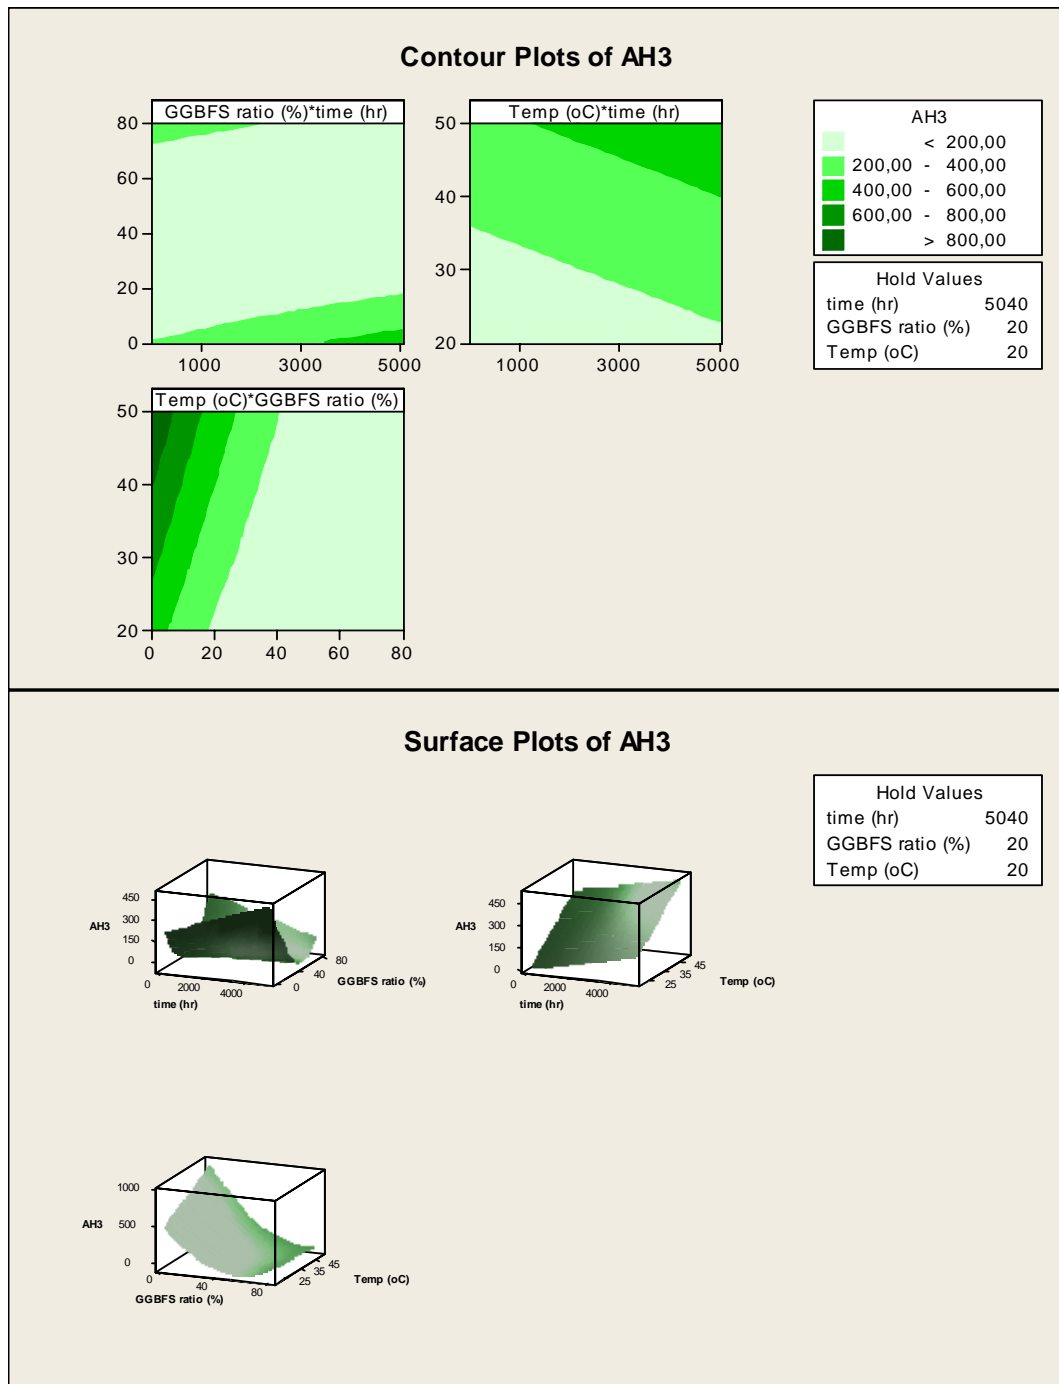 Contour Plots of AH3
GGBFS ratio (%)*time (hr)
80
60
40
20
0
1000 3000 5000
Temp (oC)*time (hr)
50
40
30
20
1000 3000 5000
AH3
< 200,00
200,00 - 400,00
400,00 - 600,00
600,00 - 800,00
> 800,00
Hold Values
time (hr) 5040
GGBFS ratio (%) 20
Temp (oC) 20
Temp (oC)*GGBFS ratio (%)
50
40
30
20
0 20 40 60 80
Surface Plots of AH3
Hold Values
time (hr) 5040
GGBFS ratio (%) 20
Temp (oC) 20
450
300
AH3
150
0
0 2000 4000
time (hr)
0 40 80
GGBFS ratio (%)
450
300
AH3
150
0
0 2000 4000
time (hr)
25 35 45
Temp (oC)
1000
AH3 500
0
0 40 80
GGBFS ratio (%)
25 35 45
Temp (oC)